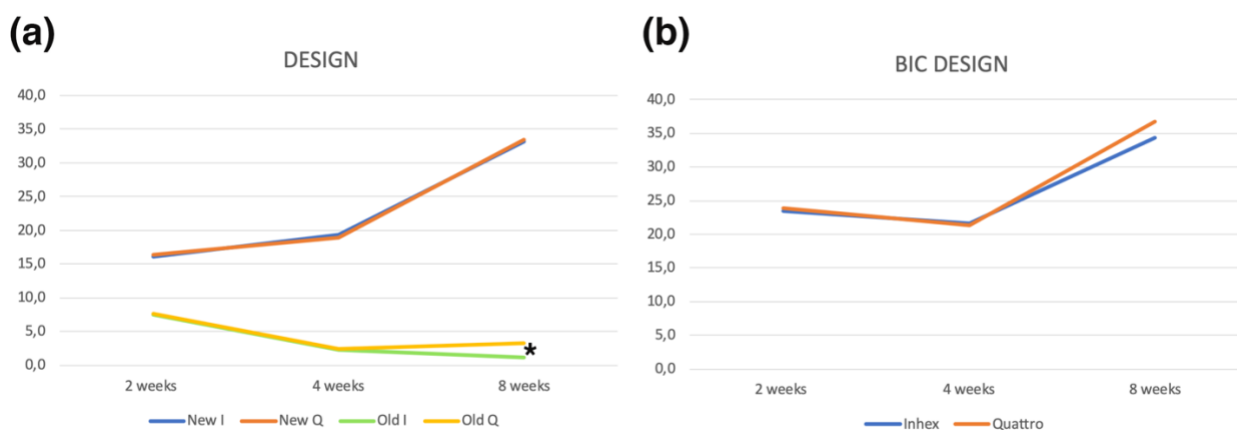 (a)
DESIGN
40,0
35,0
30,0
25,0
20,0
15,0
10,0
5,0
0,0
*
2 weeks 4 weeks 8 weeks
New I New Q Old I Old Q
(b)
BIC DESIGN
40,0
35,0
30,0
25,0
20,0
15,0
10,0
5,0
0,0
2 weeks 4 weeks 8 weeks
Inhex Quattro